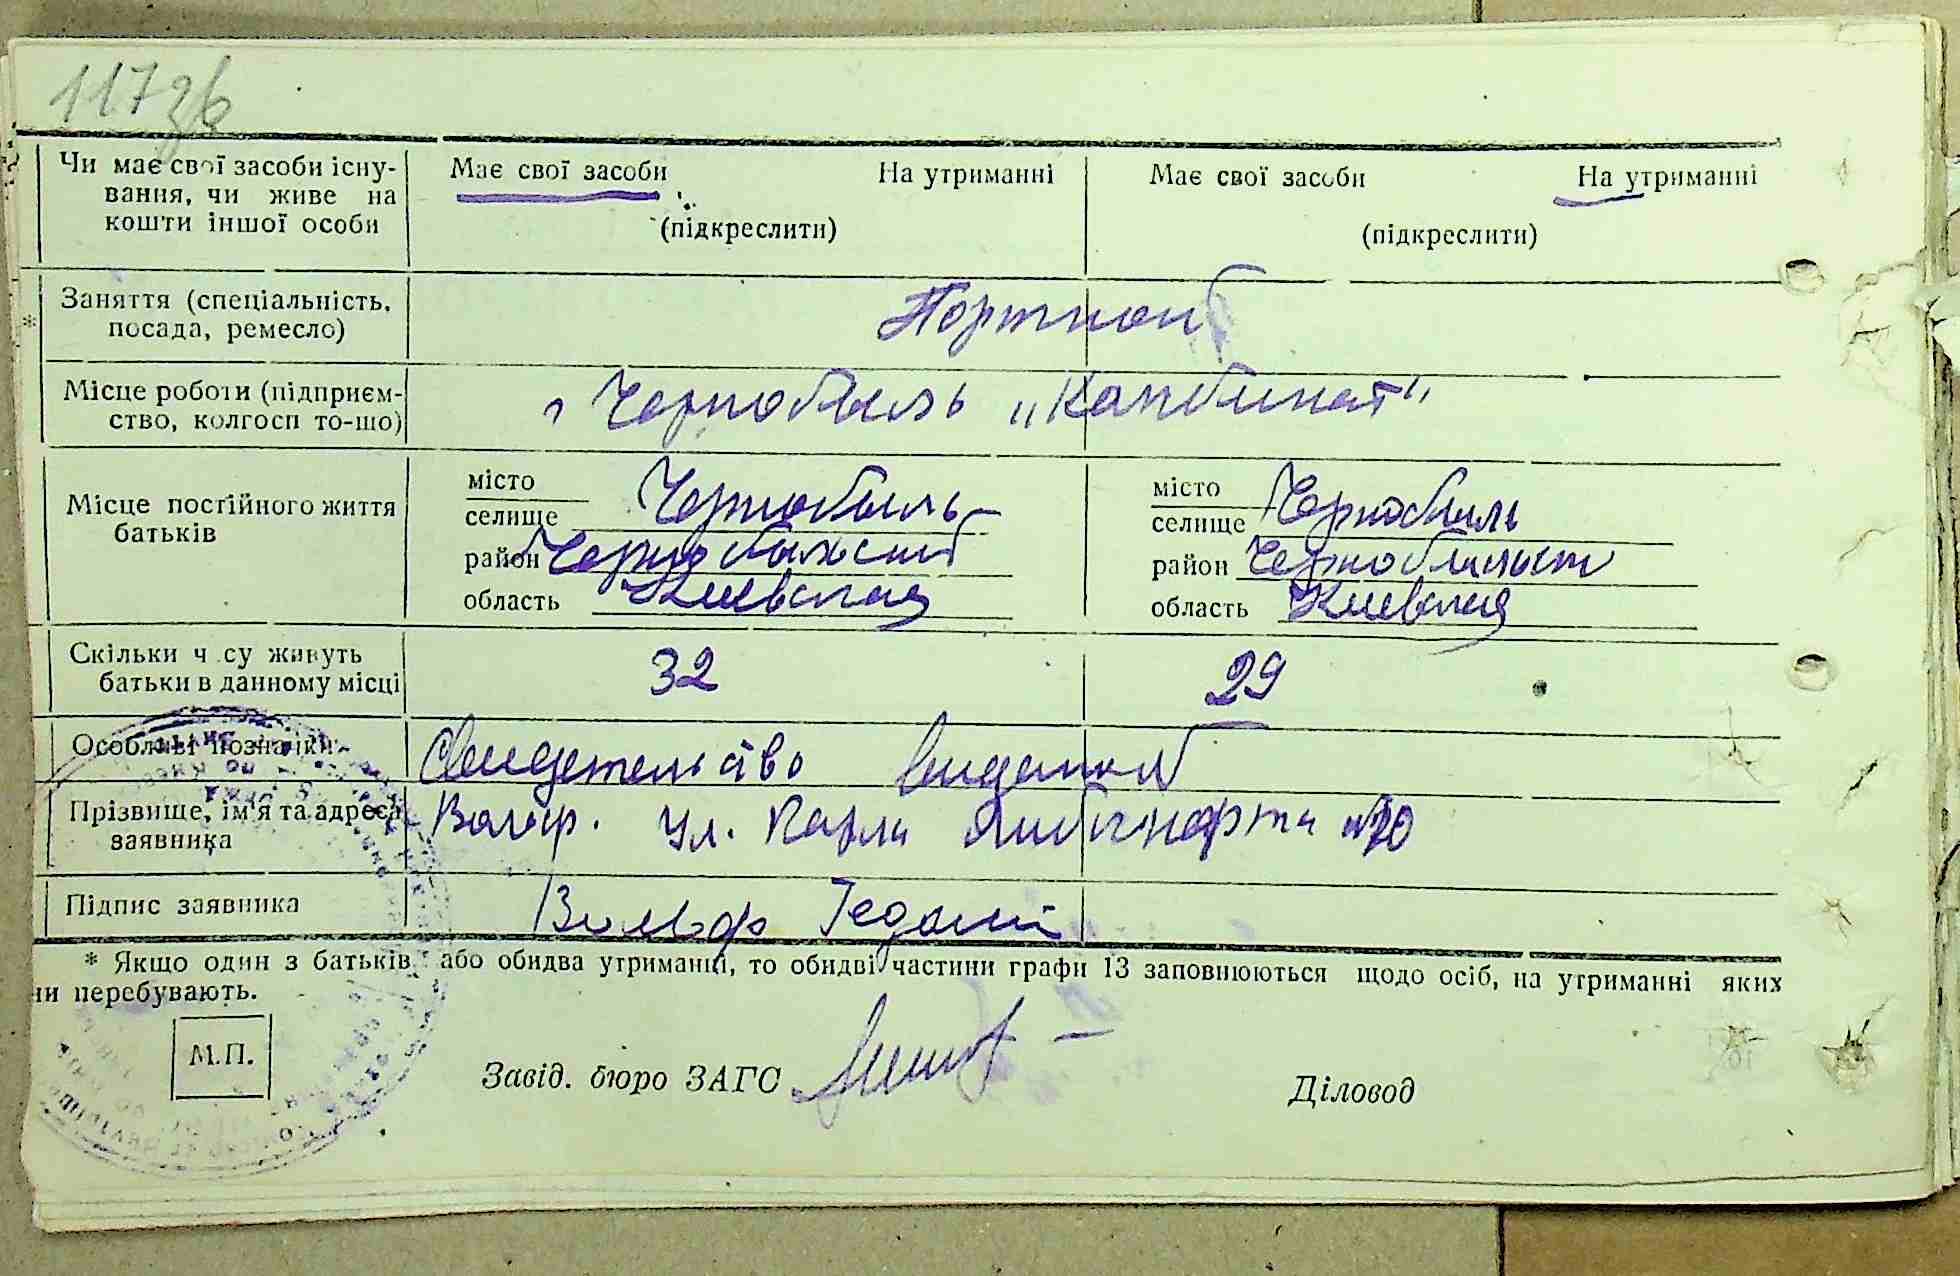 117зв
Чи має свої засоби існу-
вання, чи живе на
кошти іншої особи
Має свої засоби На утриманні
(підкреслити)
Має свої засоби На утриманні
(підкреслити)
*
Заняття (спеціальність,
посада, ремесло)
Портной
Місце роботи (підприєм-
ство, колгосп то-що)
г Чернобыль "Комбинат"
Місце постійного життя
батьків
місто
селище Чернобыль
район Чернобыльский
область Киевская
місто
селище Чернобыль
район Чернобыльский
область Киевская
Скільки ч су живуть
батьки в данному місці
32
29
Особливі позначки
Свидетельство
Прізвище, ім'я та адреса
заявника
ул. Карла Либкнехта №
Підпис заявника
Вольф
* Якщо один з батьків або обидва утриманці, то обидві частини графи 13 заповнюються щодо осіб, на утриманні яких
ни перебувають.
М.П.
Завід. бюро ЗАГС
Діловод